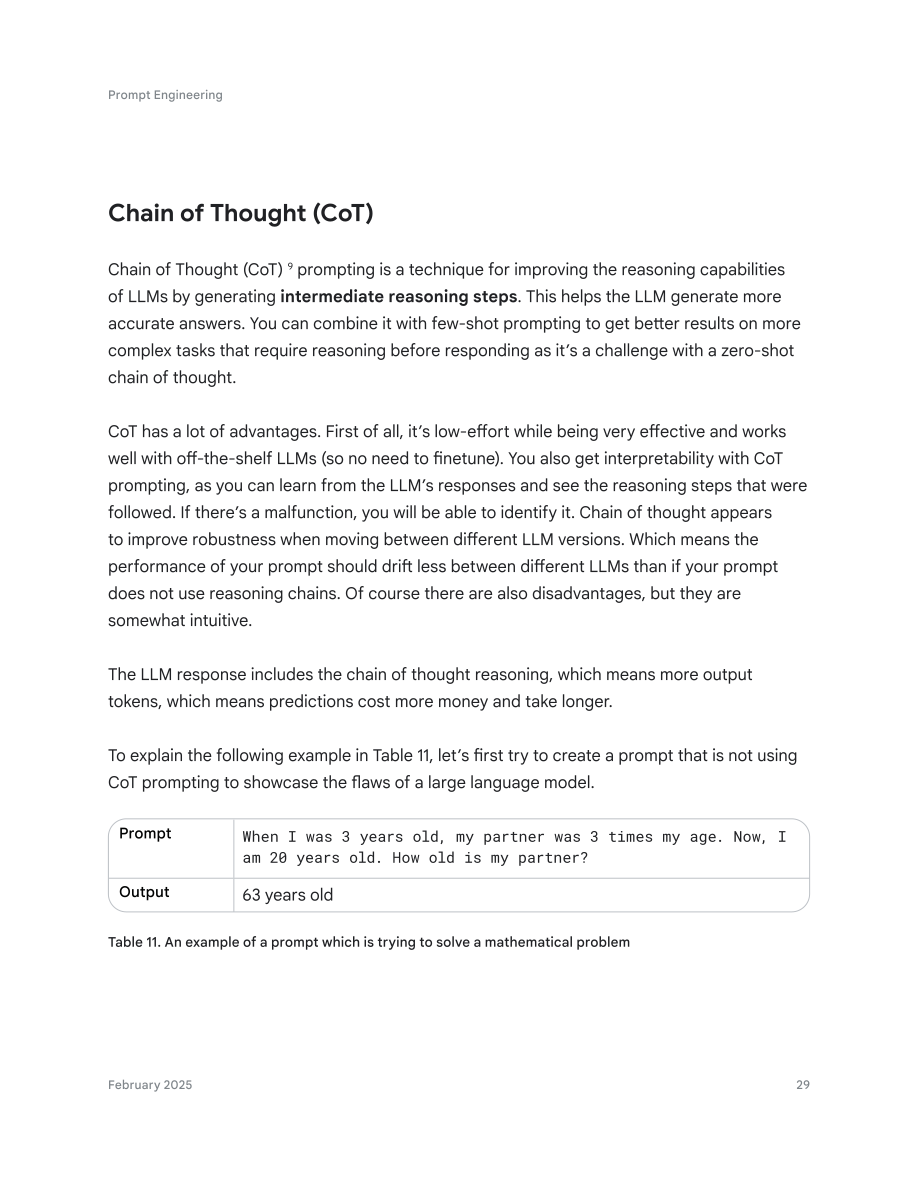 Prompt Engineering
Chain of Thought (CoT)
Chain of Thought (CoT) ⁹ prompting is a technique for improving the reasoning capabilities
of LLMs by generating intermediate reasoning steps. This helps the LLM generate more
accurate answers. You can combine it with few-shot prompting to get better results on more
complex tasks that require reasoning before responding as it’s a challenge with a zero-shot
chain of thought.
CoT has a lot of advantages. First of all, it’s low-effort while being very effective and works
well with off-the-shelf LLMs (so no need to finetune). You also get interpretability with CoT
prompting, as you can learn from the LLM’s responses and see the reasoning steps that were
followed. If there’s a malfunction, you will be able to identify it. Chain of thought appears
to improve robustness when moving between different LLM versions. Which means the
performance of your prompt should drift less between different LLMs than if your prompt
does not use reasoning chains. Of course there are also disadvantages, but they are
somewhat intuitive.
The LLM response includes the chain of thought reasoning, which means more output
tokens, which means predictions cost more money and take longer.
To explain the following example in Table 11, let’s first try to create a prompt that is not using
CoT prompting to showcase the flaws of a large language model.
Prompt When I was 3 years old, my partner was 3 times my age. Now, I
am 20 years old. How old is my partner?
Output 63 years old
Table 11. An example of a prompt which is trying to solve a mathematical problem
February 2025 29